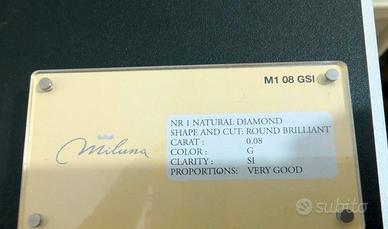 M1 08 GSI
Miluna
NR 1 NATURAL DIAMOND
SHAPE AND CUT: ROUND BRILLIANT
CARAT : 0,08
COLOR : G
CLARITY : SI
PROPORTIONS: VERY GOOD
subito